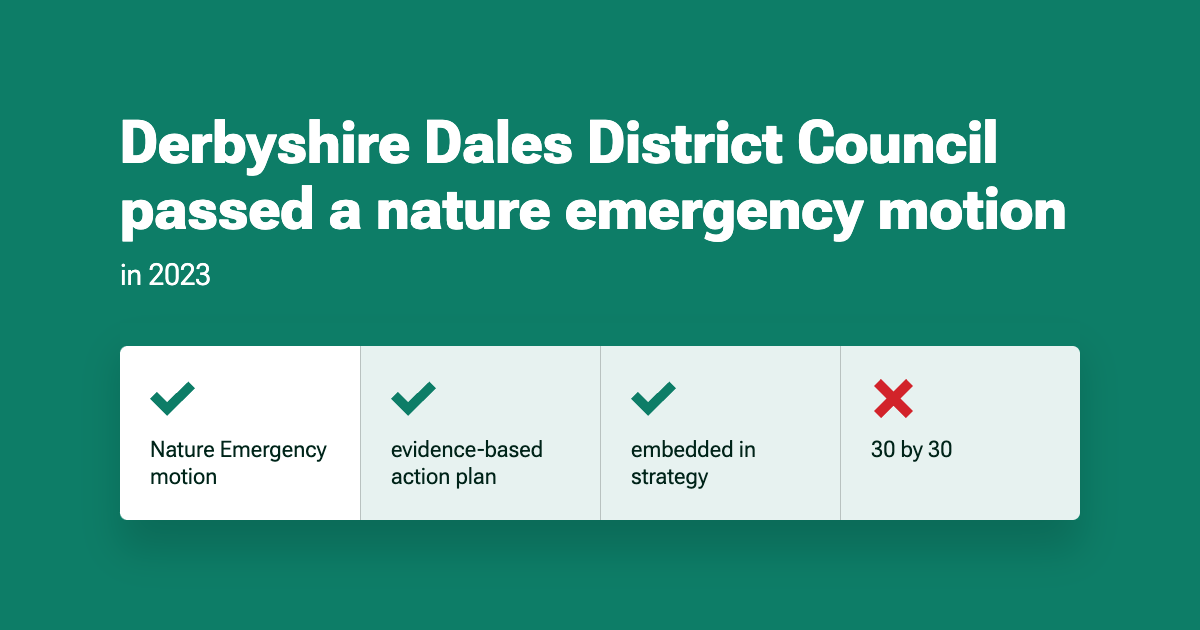 Derbyshire Dales District Council
passed a nature emergency motion
in 2023
Nature Emergency
motion
evidence-based
action plan
embedded in
strategy
30 by 30